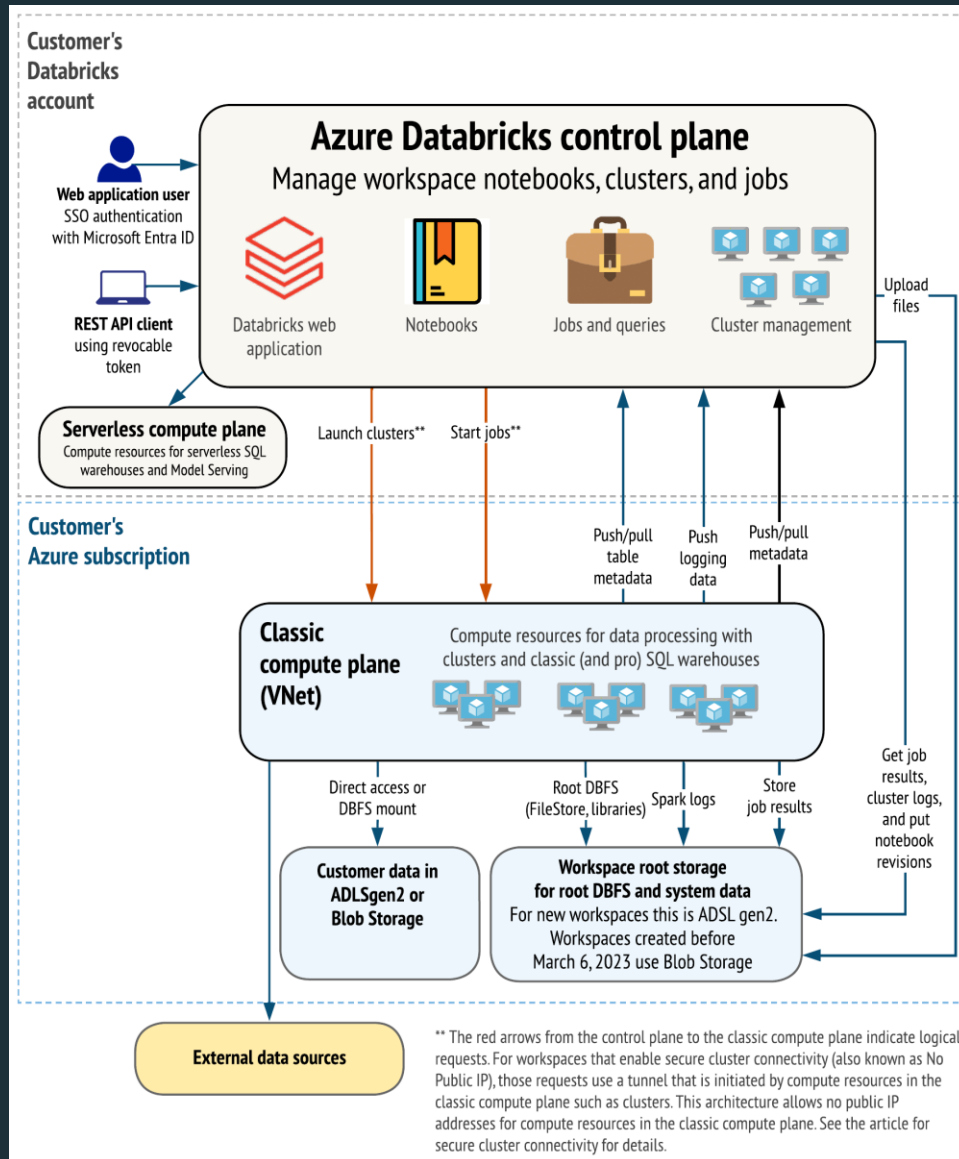 Customer's
Databricks
account
Azure Databricks control plane
Manage workspace notebooks, clusters, and jobs
Web application user
SSO authentication
with Microsoft Entra ID
REST API client
using revocable
token
Databricks web
application
Notebooks
Jobs and queries
Cluster management
Upload
files
Serverless compute plane
Compute resources for serverless SQL
warehouses and Model Serving
Launch clusters**
Start jobs**
Customer's
Azure subscription
Push/pull
table
metadata
Push
logging
data
Push/pull
metadata
Classic
compute plane
(VNet)
Compute resources for data processing with
clusters and classic (and pro) SQL warehouses
Direct access or
DBFS mount
Root DBFS
(FileStore, libraries)
Spark logs
Store
job results
Get job
results,
cluster logs,
and put
notebook
revisions
Customer data in
ADLSgen2 or
Blob Storage
Workspace root storage
for root DBFS and system data
For new workspaces this is ADSL gen2.
Workspaces created before
March 6, 2023 use Blob Storage
External data sources
** The red arrows from the control plane to the classic compute plane indicate logical
requests. For workspaces that enable secure cluster connectivity (also known as No
Public IP), those requests use a tunnel that is initiated by compute resources in the
classic compute plane such as clusters. This architecture allows no public IP
addresses for compute resources in the classic compute plane. See the article for
secure cluster connectivity for details.